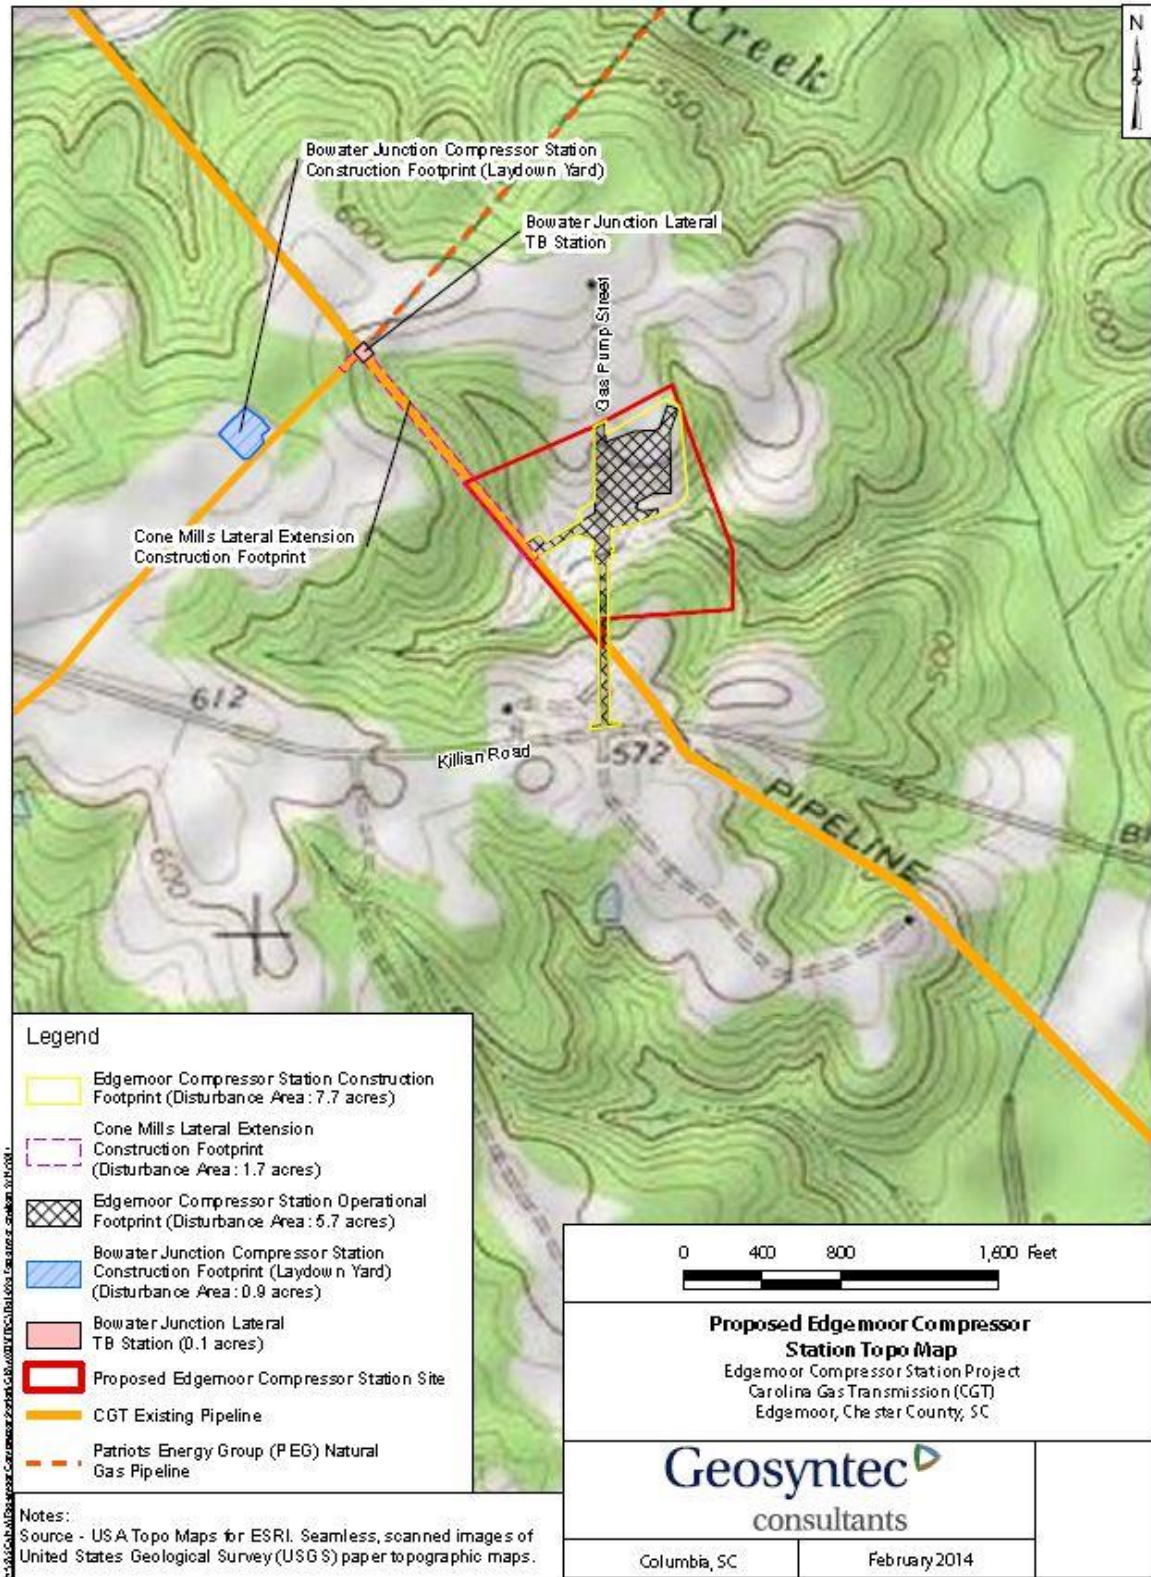 Creek
N
550
Bowater Junction Compressor Station
Construction Footprint (Laydown Yard)
600
Bowater Junction Lateral
TB Station
Gas Pump Street
500
Cone Mills Lateral Extension
Construction Footprint
500
612
Killian Road
572
PIPELINE
600
Legend
Edgemoor Compressor Station Construction
Footprint (Disturbance Area: 7.7 acres)
Cone Mills Lateral Extension
Construction Footprint
(Disturbance Area: 1.7 acres)
Edgemoor Compressor Station Operational
Footprint (Disturbance Area: 5.7 acres)
Bowater Junction Compressor Station
Construction Footprint (Laydown Yard)
(Disturbance Area: 0.9 acres)
Bowater Junction Lateral
TB Station (0.1 acres)
Proposed Edgemoor Compressor Station Site
CGT Existing Pipeline
Patriots Energy Group (PEG) Natural
Gas Pipeline
Notes:
Source - USA Topo Maps for ESRI. Seamless, scanned images of
United States Geological Survey (USGS) paper topographic maps.
0 400 800 1,600 Feet
Proposed Edgemoor Compressor
Station Topo Map
Edgemoor Compressor Station Project
Carolina Gas Transmission (CGT)
Edgemoor, Chester County, SC
Geosyntec
consultants
Columbia, SC
February 2014